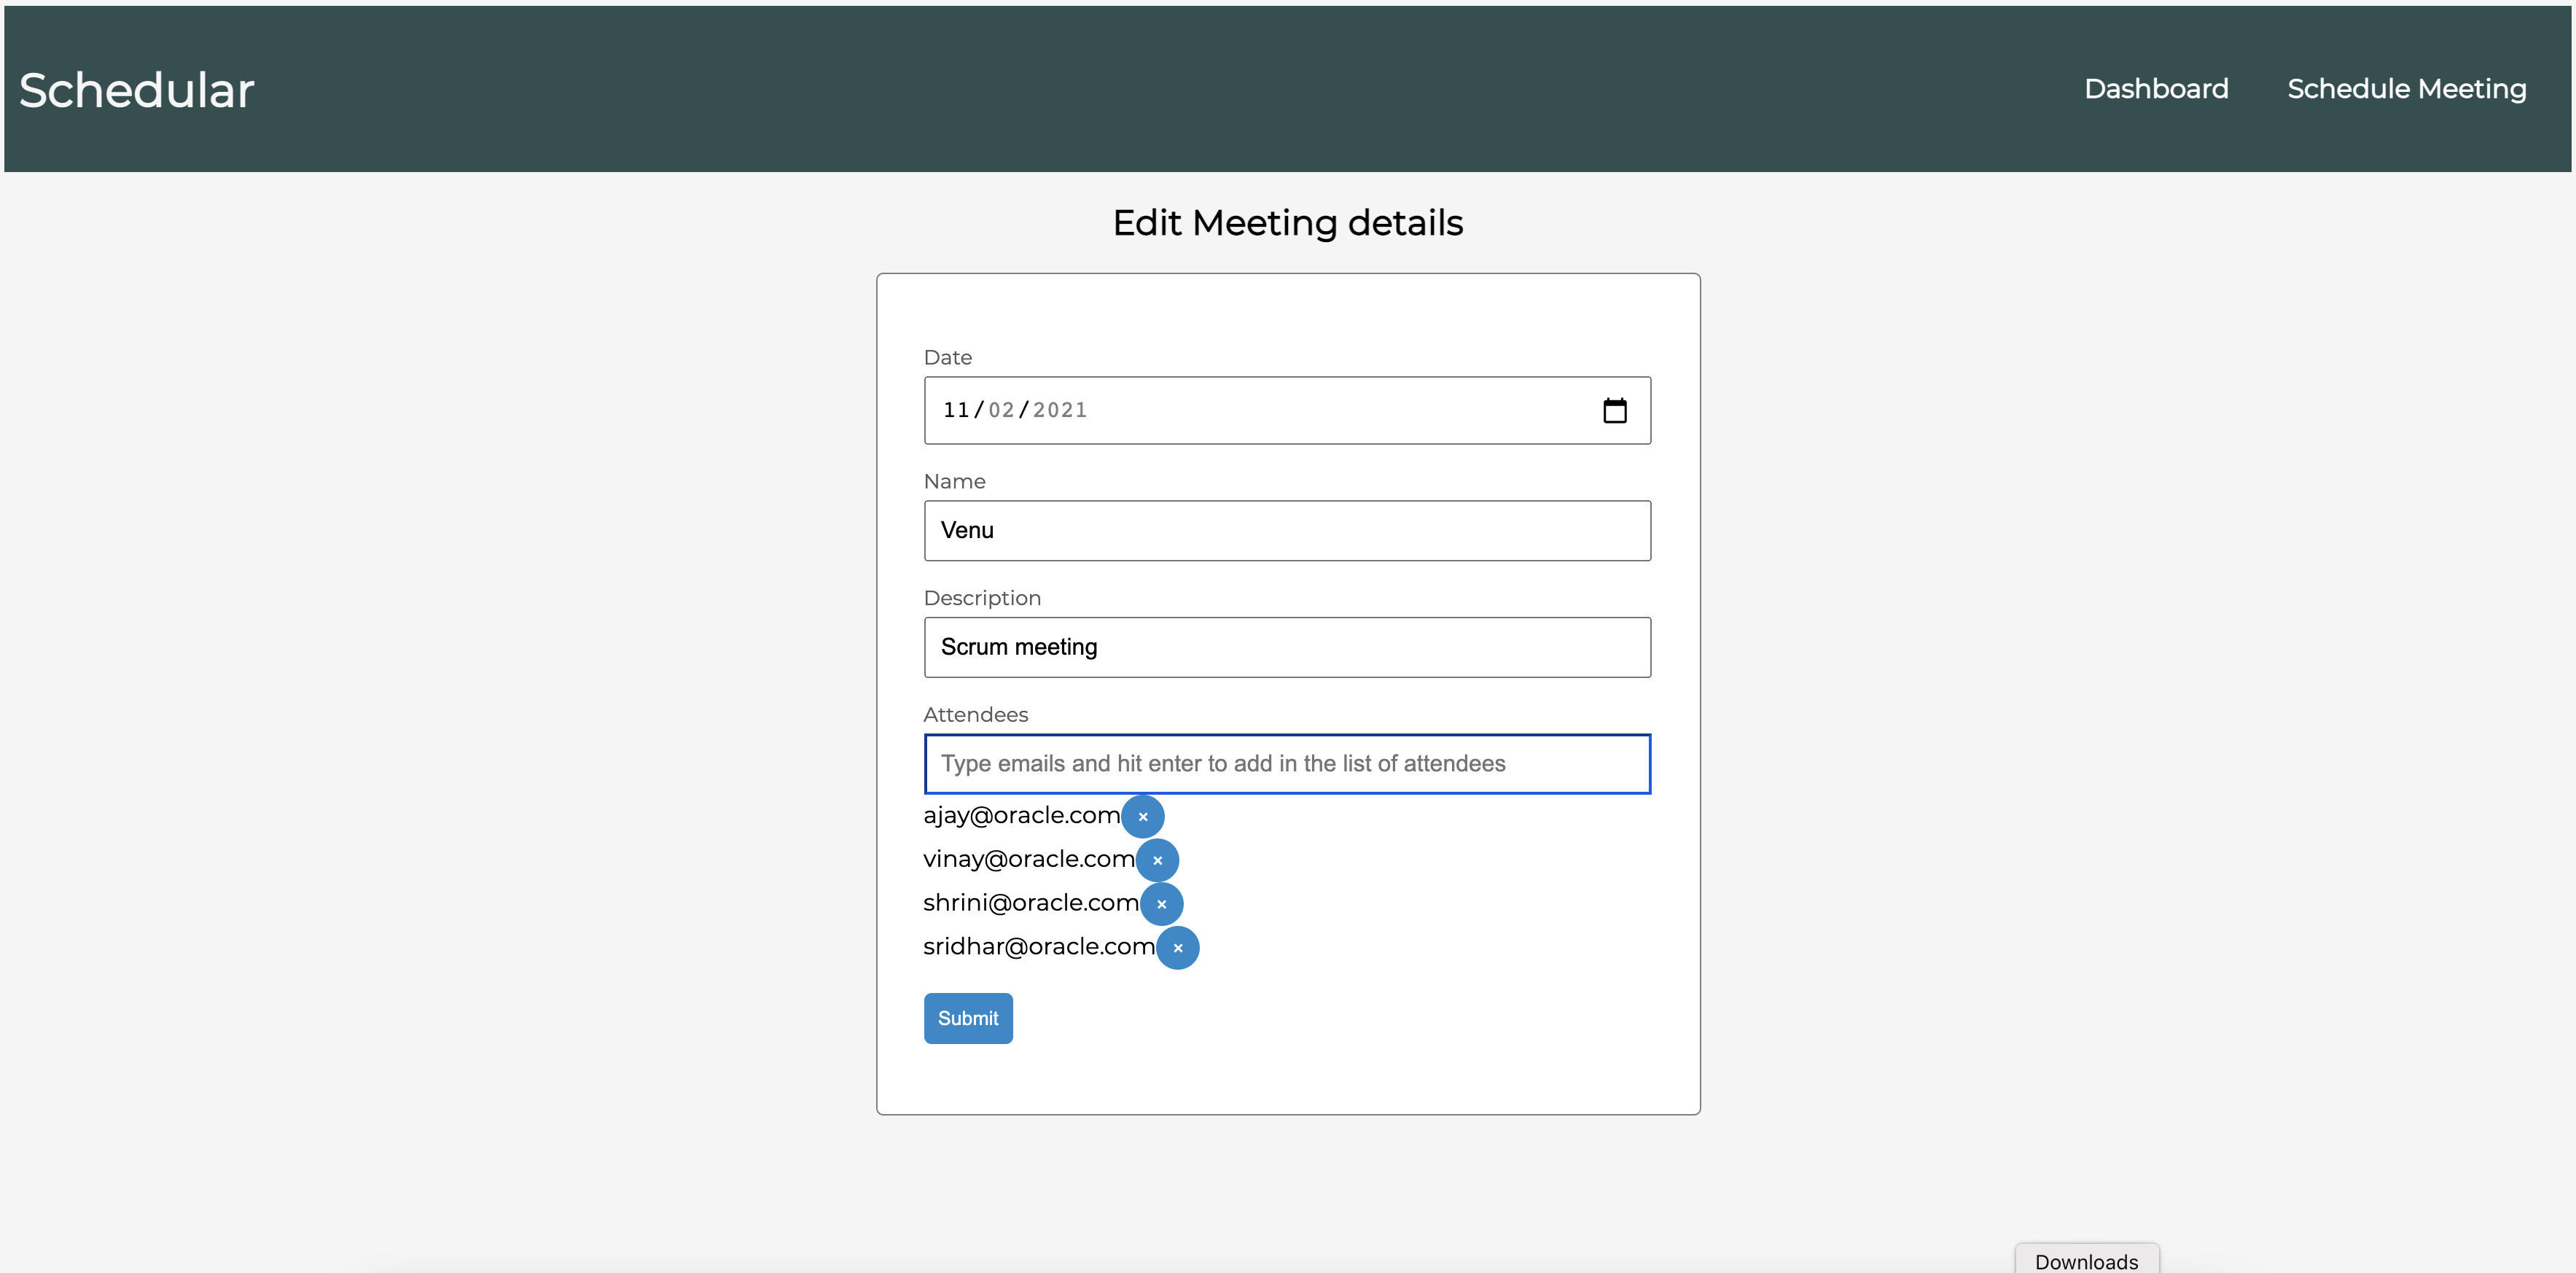 Schedular
Dashboard
Schedule Meeting
Edit Meeting details
Date
11/02/2021
Name
Venu
Description
Scrum meeting
Attendees
Type emails and hit enter to add in the list of attendees
ajay@oracle.com ×
vinay@oracle.com ×
shrini@oracle.com ×
sridhar@oracle.com ×
Submit
Downloads